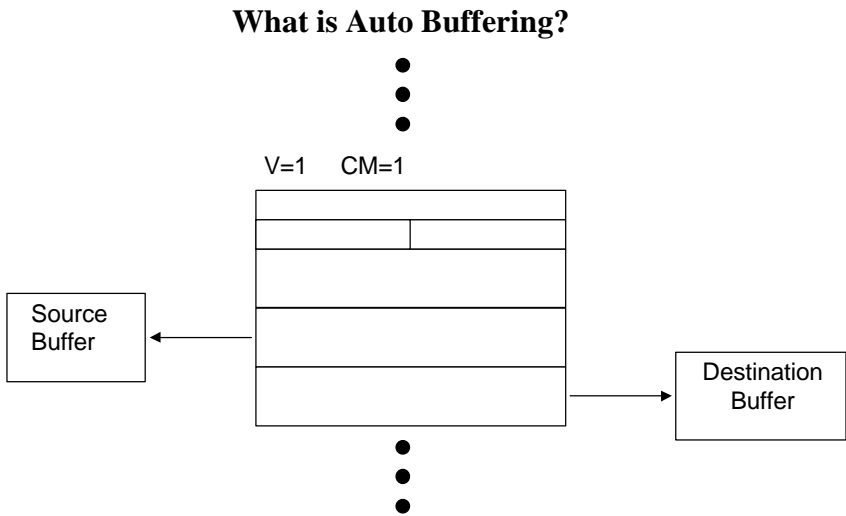 What is Auto Buffering?
V=1 CM=1
Source
Buffer
Destination
Buffer